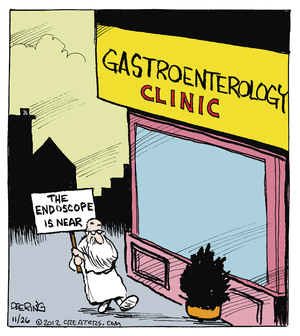 GASTROENTEROLOGY
CLINIC
THE
ENDOSCOPE
IS NEAR
DEERING
11/26 © 2012 CREATORS.COM